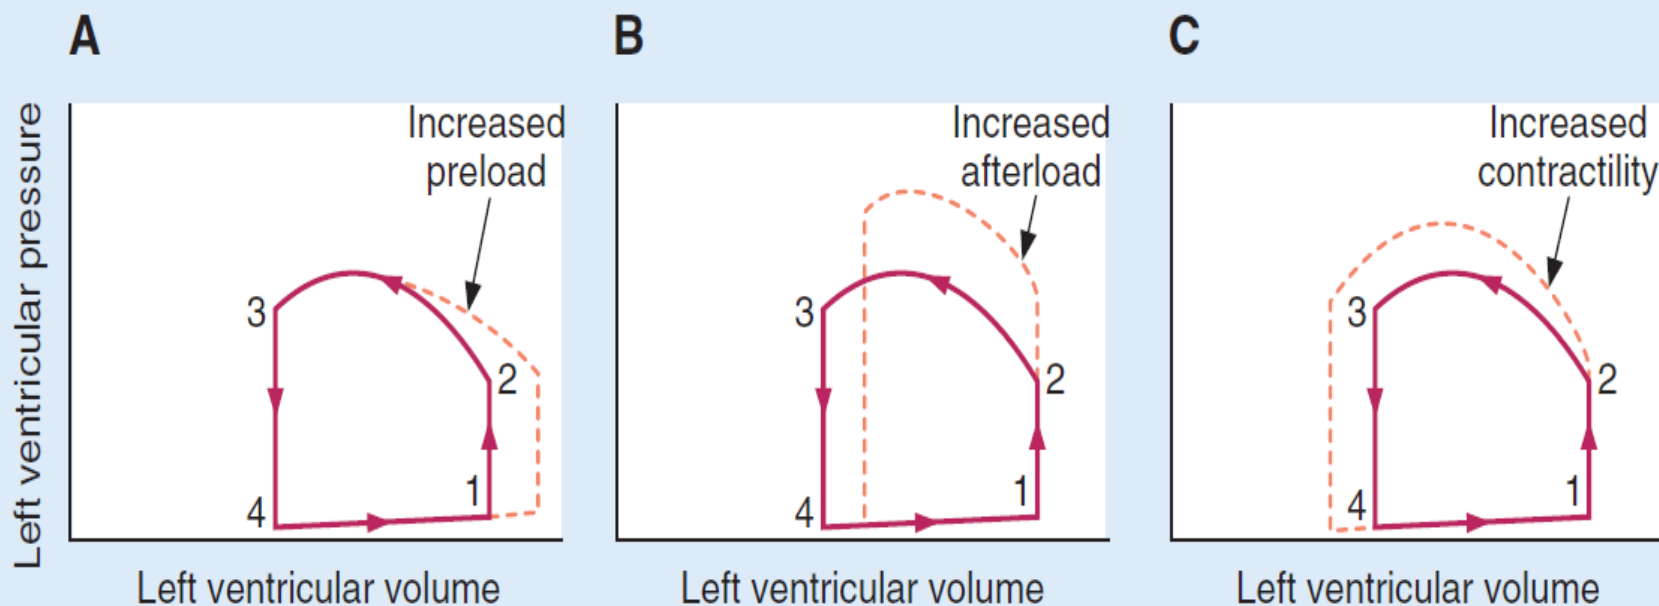 A
B
C
Left ventricular pressure
Increased
preload
3
2
1
4
Left ventricular volume
Increased
afterload
3
2
1
4
Left ventricular volume
Increased
contractility
3
2
1
4
Left ventricular volume